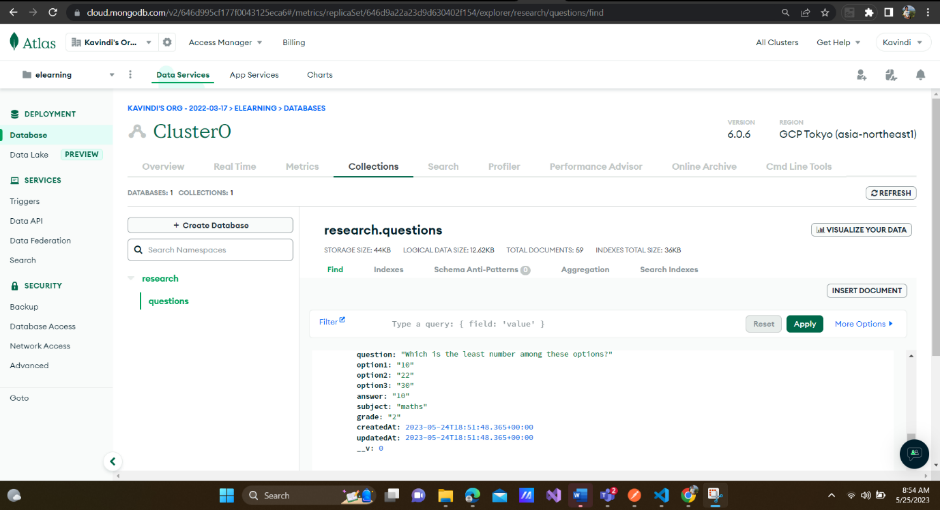 cloud.mongodb.com/v2/646d995cf177f0043125eca6#/metrics/replicaSet/646d9a22a23d9d630402f154/explorer/research/questions/find
Atlas
Kavindi's Or...
Access Manager
Billing
All Clusters
Get Help
Kavindi
elearning
Data Services
App Services
Charts
DEPLOYMENT
Database
Data Lake
PREVIEW
SERVICES
Triggers
Data API
Data Federation
Search
SECURITY
Backup
Database Access
Network Access
Advanced
Goto
KAVINDI'S ORG - 2022-03-17 > ELEARNING > DATABASES
Cluster0
VERSION
6.0.6
REGION
GCP Tokyo (asia-northeast1)
Overview
Real Time
Metrics
Collections
Search
Profiler
Performance Advisor
Online Archive
Cmd Line Tools
DATABASES: 1 COLLECTIONS: 1
REFRESH
+ Create Database
Search Namespaces
research
questions
research.questions
VISUALIZE YOUR DATA
STORAGE SIZE: 44KB LOGICAL DATA SIZE: 12.62KB TOTAL DOCUMENTS: 59 INDEXES TOTAL SIZE: 36KB
Find
Indexes
Schema Anti-Patterns 0
Aggregation
Search Indexes
INSERT DOCUMENT
Filter
Type a query: { field: 'value' }
Reset
Apply
More Options
question: "Which is the least number among these options?"
option1: "10"
option2: "22"
option3: "30"
answer: "10"
subject: "maths"
grade: "2"
createdAt: 2023-05-24T18:51:48.365+00:00
updatedAt: 2023-05-24T18:51:48.365+00:00
__v: 0
Search
2
8:54 AM
5/25/2023